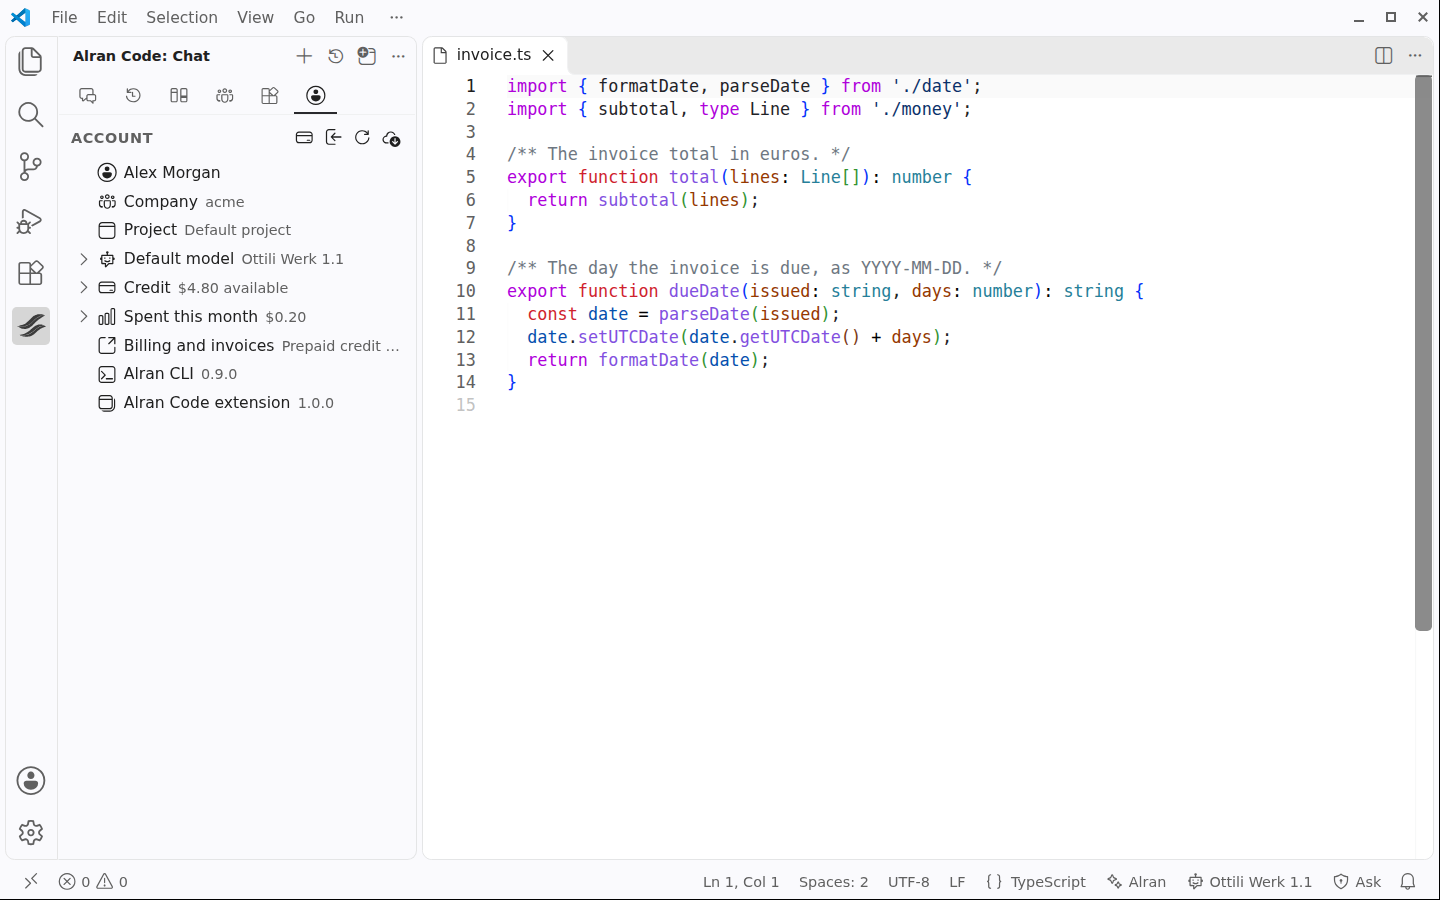 File Edit Selection View Go Run ···
Alran Code: Chat
ACCOUNT
Alex Morgan
Company acme
Project Default project
Default model Ottili Werk 1.1
Credit $4.80 available
Spent this month $0.20
Billing and invoices Prepaid credit ...
Alran CLI 0.9.0
Alran Code extension 1.0.0
invoice.ts
1 import { formatDate, parseDate } from './date';
2 import { subtotal, type Line } from './money';
3
4 /** The invoice total in euros. */
5 export function total(lines: Line[]): number {
6 return subtotal(lines);
7 }
8
9 /** The day the invoice is due, as YYYY-MM-DD. */
10 export function dueDate(issued: string, days: number): string {
11 const date = parseDate(issued);
12 date.setUTCDate(date.getUTCDate() + days);
13 return formatDate(date);
14 }
15
0 0 Ln 1, Col 1 Spaces: 2 UTF-8 LF { } TypeScript Alran Ottili Werk 1.1 Ask